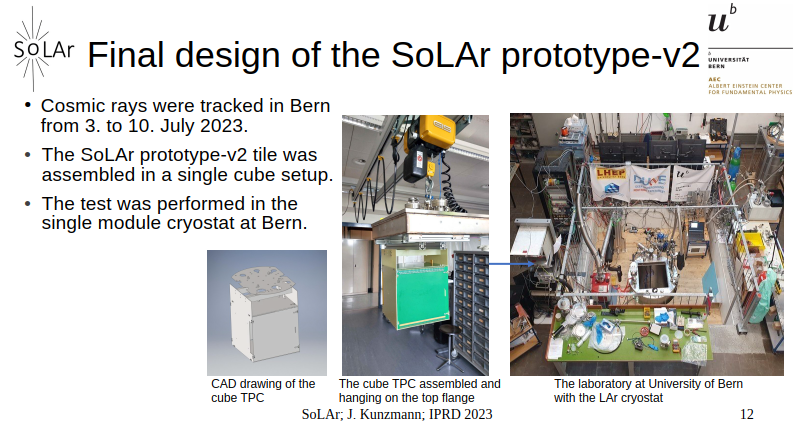 SoLAr
Final design of the SoLAr prototype-v2
u
b
b
UNIVERSITÄT
BERN
AEC
ALBERT EINSTEIN CENTER
FOR FUNDAMENTAL PHYSICS
• Cosmic rays were tracked in Bern
from 3. to 10. July 2023.
• The SoLAr prototype-v2 tile was
assembled in a single cube setup.
• The test was performed in the
single module cryostat at Bern.
LHEP
DUNE
u
b
CAD drawing of the
cube TPC
The cube TPC assembled and
hanging on the top flange
The laboratory at University of Bern
with the LAr cryostat
SoLAr; J. Kunzmann; IPRD 2023
12